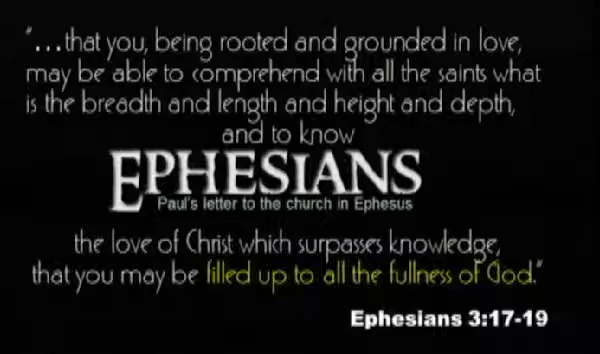 "...that you, being rooted and grounded in love,
may be able to comprehend with all the saints what
is the breadth and length and height and depth,
and to know
EPHESIANS
Paul's letter to the church in Ephesus
the love of Christ which surpasses knowledge,
that you may be filled up to all the fullness of God."
Ephesians 3:17-19